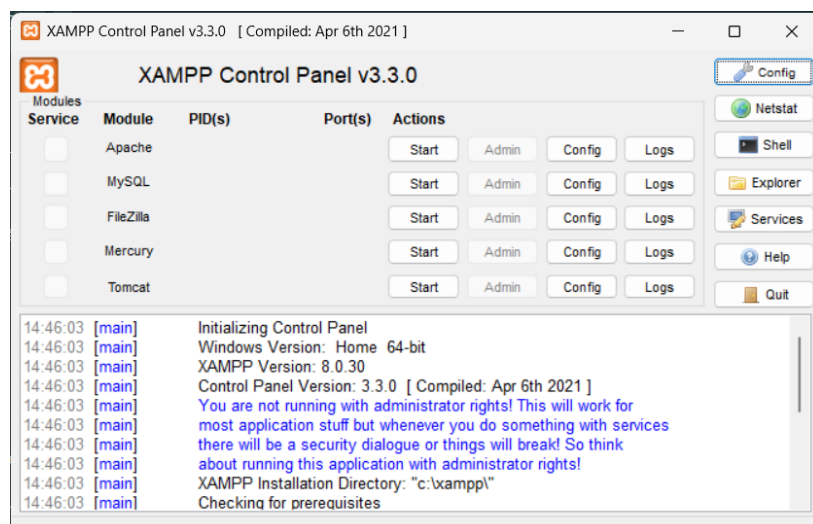 XAMPP Control Panel v3.3.0 [ Compiled: Apr 6th 2021 ]
XAMPP Control Panel v3.3.0
Config
Modules
Service Module PID(s) Port(s) Actions
Netstat
Apache Start Admin Config Logs
Shell
MySQL Start Admin Config Logs
Explorer
FileZilla Start Admin Config Logs
Services
Mercury Start Admin Config Logs
Help
Tomcat Start Admin Config Logs
Quit
14:46:03 [main] Initializing Control Panel
14:46:03 [main] Windows Version: Home 64-bit
14:46:03 [main] XAMPP Version: 8.0.30
14:46:03 [main] Control Panel Version: 3.3.0 [ Compiled: Apr 6th 2021 ]
14:46:03 [main] You are not running with administrator rights! This will work for
14:46:03 [main] most application stuff but whenever you do something with services
14:46:03 [main] there will be a security dialogue or things will break! So think
14:46:03 [main] about running this application with administrator rights!
14:46:03 [main] XAMPP Installation Directory: "c:\xampp\"
14:46:03 [main] Checking for prerequisites